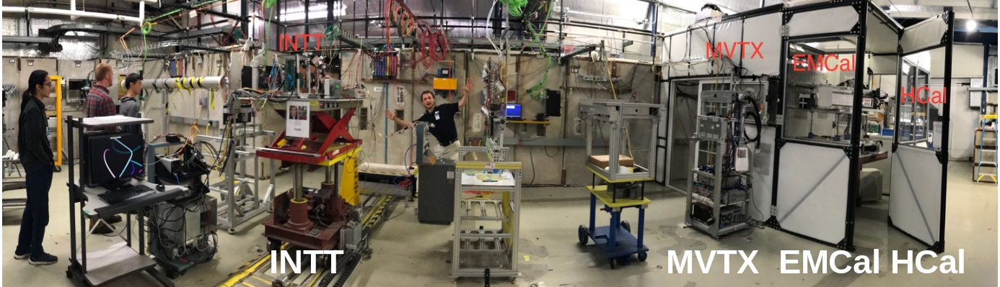 INTT
MVTX
EMCal
HCal
INTT
MVTX EMCal HCal